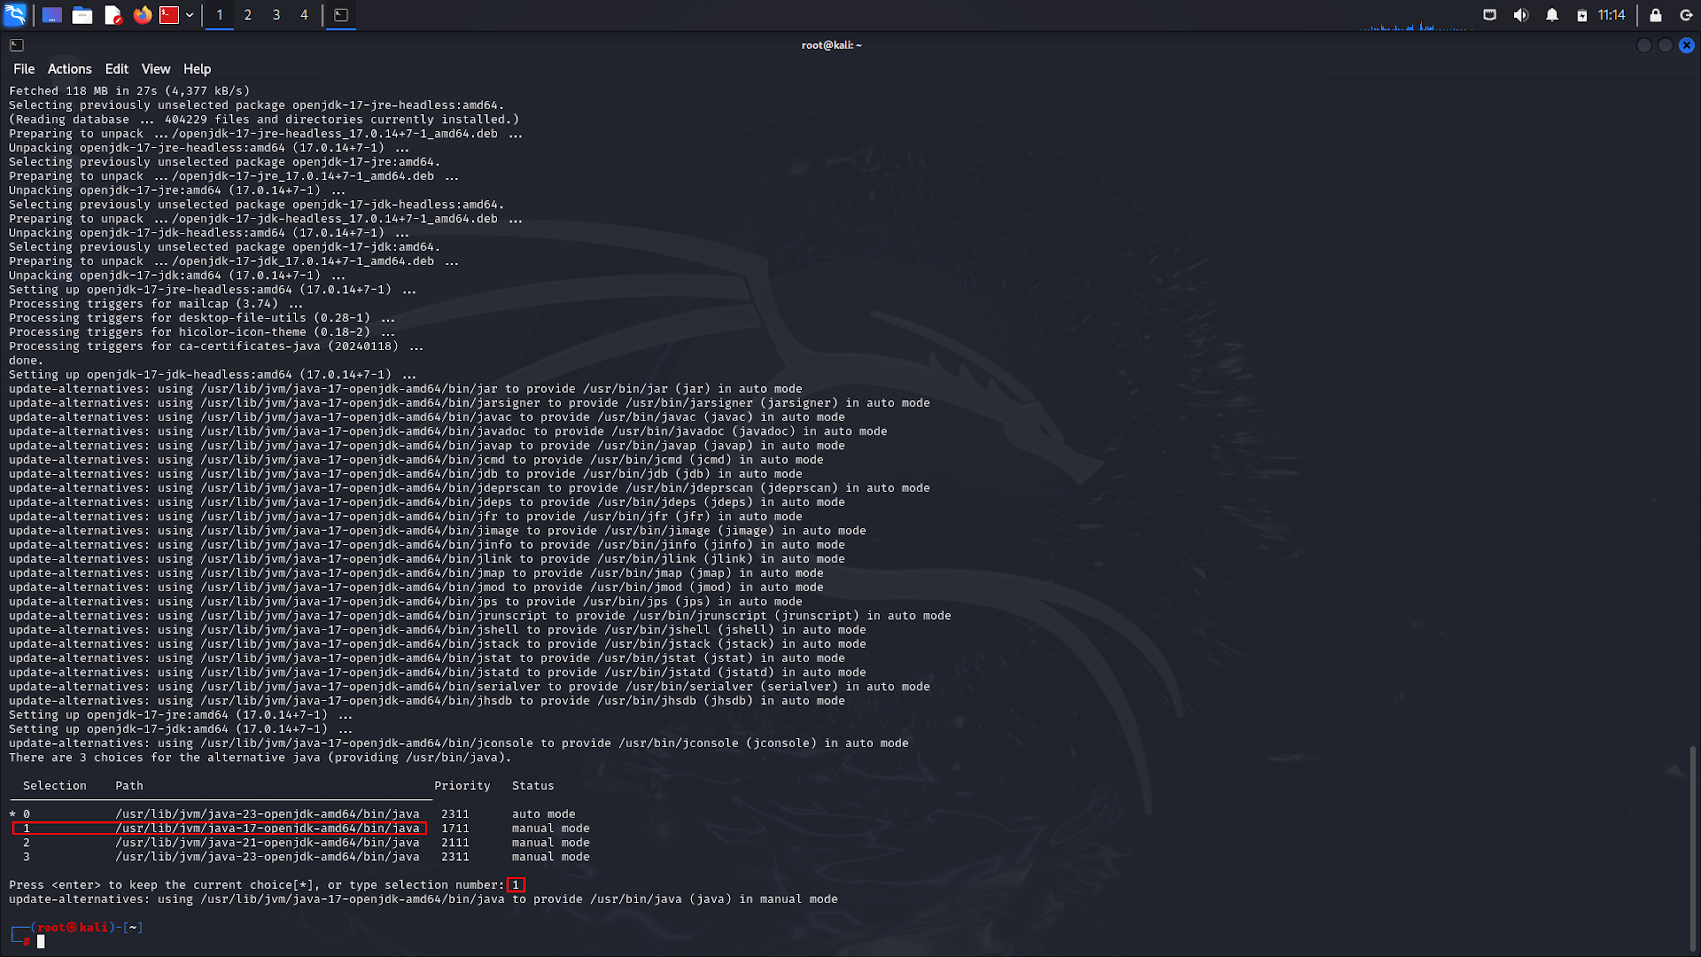 1 2 3 4 11:14
root@kali: ~
File Actions Edit View Help
Fetched 118 MB in 27s (4,377 kB/s)
Selecting previously unselected package openjdk-17-jre-headless:amd64.
(Reading database ... 404229 files and directories currently installed.)
Preparing to unpack .../openjdk-17-jre-headless_17.0.14+7-1_amd64.deb ...
Unpacking openjdk-17-jre-headless:amd64 (17.0.14+7-1) ...
Selecting previously unselected package openjdk-17-jre:amd64.
Preparing to unpack .../openjdk-17-jre_17.0.14+7-1_amd64.deb ...
Unpacking openjdk-17-jre:amd64 (17.0.14+7-1) ...
Selecting previously unselected package openjdk-17-jdk-headless:amd64.
Preparing to unpack .../openjdk-17-jdk-headless_17.0.14+7-1_amd64.deb ...
Unpacking openjdk-17-jdk-headless:amd64 (17.0.14+7-1) ...
Selecting previously unselected package openjdk-17-jdk:amd64.
Preparing to unpack .../openjdk-17-jdk_17.0.14+7-1_amd64.deb ...
Unpacking openjdk-17-jdk:amd64 (17.0.14+7-1) ...
Setting up openjdk-17-jre-headless:amd64 (17.0.14+7-1) ...
Processing triggers for mailcap (3.74) ...
Processing triggers for desktop-file-utils (0.28-1) ...
Processing triggers for hicolor-icon-theme (0.18-2) ...
Processing triggers for ca-certificates-java (20240118) ...
done.
Setting up openjdk-17-jdk-headless:amd64 (17.0.14+7-1) ...
update-alternatives: using /usr/lib/jvm/java-17-openjdk-amd64/bin/jar to provide /usr/bin/jar (jar) in auto mode
update-alternatives: using /usr/lib/jvm/java-17-openjdk-amd64/bin/jarsigner to provide /usr/bin/jarsigner (jarsigner) in auto mode
update-alternatives: using /usr/lib/jvm/java-17-openjdk-amd64/bin/javac to provide /usr/bin/javac (javac) in auto mode
update-alternatives: using /usr/lib/jvm/java-17-openjdk-amd64/bin/javadoc to provide /usr/bin/javadoc (javadoc) in auto mode
update-alternatives: using /usr/lib/jvm/java-17-openjdk-amd64/bin/javap to provide /usr/bin/javap (javap) in auto mode
update-alternatives: using /usr/lib/jvm/java-17-openjdk-amd64/bin/jcmd to provide /usr/bin/jcmd (jcmd) in auto mode
update-alternatives: using /usr/lib/jvm/java-17-openjdk-amd64/bin/jdb to provide /usr/bin/jdb (jdb) in auto mode
update-alternatives: using /usr/lib/jvm/java-17-openjdk-amd64/bin/jdeprscan to provide /usr/bin/jdeprscan (jdeprscan) in auto mode
update-alternatives: using /usr/lib/jvm/java-17-openjdk-amd64/bin/jdeps to provide /usr/bin/jdeps (jdeps) in auto mode
update-alternatives: using /usr/lib/jvm/java-17-openjdk-amd64/bin/jfr to provide /usr/bin/jfr (jfr) in auto mode
update-alternatives: using /usr/lib/jvm/java-17-openjdk-amd64/bin/jimage to provide /usr/bin/jimage (jimage) in auto mode
update-alternatives: using /usr/lib/jvm/java-17-openjdk-amd64/bin/jinfo to provide /usr/bin/jinfo (jinfo) in auto mode
update-alternatives: using /usr/lib/jvm/java-17-openjdk-amd64/bin/jlink to provide /usr/bin/jlink (jlink) in auto mode
update-alternatives: using /usr/lib/jvm/java-17-openjdk-amd64/bin/jmap to provide /usr/bin/jmap (jmap) in auto mode
update-alternatives: using /usr/lib/jvm/java-17-openjdk-amd64/bin/jmod to provide /usr/bin/jmod (jmod) in auto mode
update-alternatives: using /usr/lib/jvm/java-17-openjdk-amd64/bin/jps to provide /usr/bin/jps (jps) in auto mode
update-alternatives: using /usr/lib/jvm/java-17-openjdk-amd64/bin/jrunscript to provide /usr/bin/jrunscript (jrunscript) in auto mode
update-alternatives: using /usr/lib/jvm/java-17-openjdk-amd64/bin/jshell to provide /usr/bin/jshell (jshell) in auto mode
update-alternatives: using /usr/lib/jvm/java-17-openjdk-amd64/bin/jstack to provide /usr/bin/jstack (jstack) in auto mode
update-alternatives: using /usr/lib/jvm/java-17-openjdk-amd64/bin/jstat to provide /usr/bin/jstat (jstat) in auto mode
update-alternatives: using /usr/lib/jvm/java-17-openjdk-amd64/bin/jstatd to provide /usr/bin/jstatd (jstatd) in auto mode
update-alternatives: using /usr/lib/jvm/java-17-openjdk-amd64/bin/serialver to provide /usr/bin/serialver (serialver) in auto mode
update-alternatives: using /usr/lib/jvm/java-17-openjdk-amd64/bin/jhsdb to provide /usr/bin/jhsdb (jhsdb) in auto mode
Setting up openjdk-17-jre:amd64 (17.0.14+7-1) ...
Setting up openjdk-17-jdk:amd64 (17.0.14+7-1) ...
update-alternatives: using /usr/lib/jvm/java-17-openjdk-amd64/bin/jconsole to provide /usr/bin/jconsole (jconsole) in auto mode
There are 3 choices for the alternative java (providing /usr/bin/java).
Selection Path Priority Status
* 0 /usr/lib/jvm/java-23-openjdk-amd64/bin/java 2311 auto mode
1 /usr/lib/jvm/java-17-openjdk-amd64/bin/java 1711 manual mode
2 /usr/lib/jvm/java-21-openjdk-amd64/bin/java 2111 manual mode
3 /usr/lib/jvm/java-23-openjdk-amd64/bin/java 2311 manual mode
Press <enter> to keep the current choice[*], or type selection number: 1
update-alternatives: using /usr/lib/jvm/java-17-openjdk-amd64/bin/java to provide /usr/bin/java (java) in manual mode
┌──(root㉿kali)-[~]
└─#